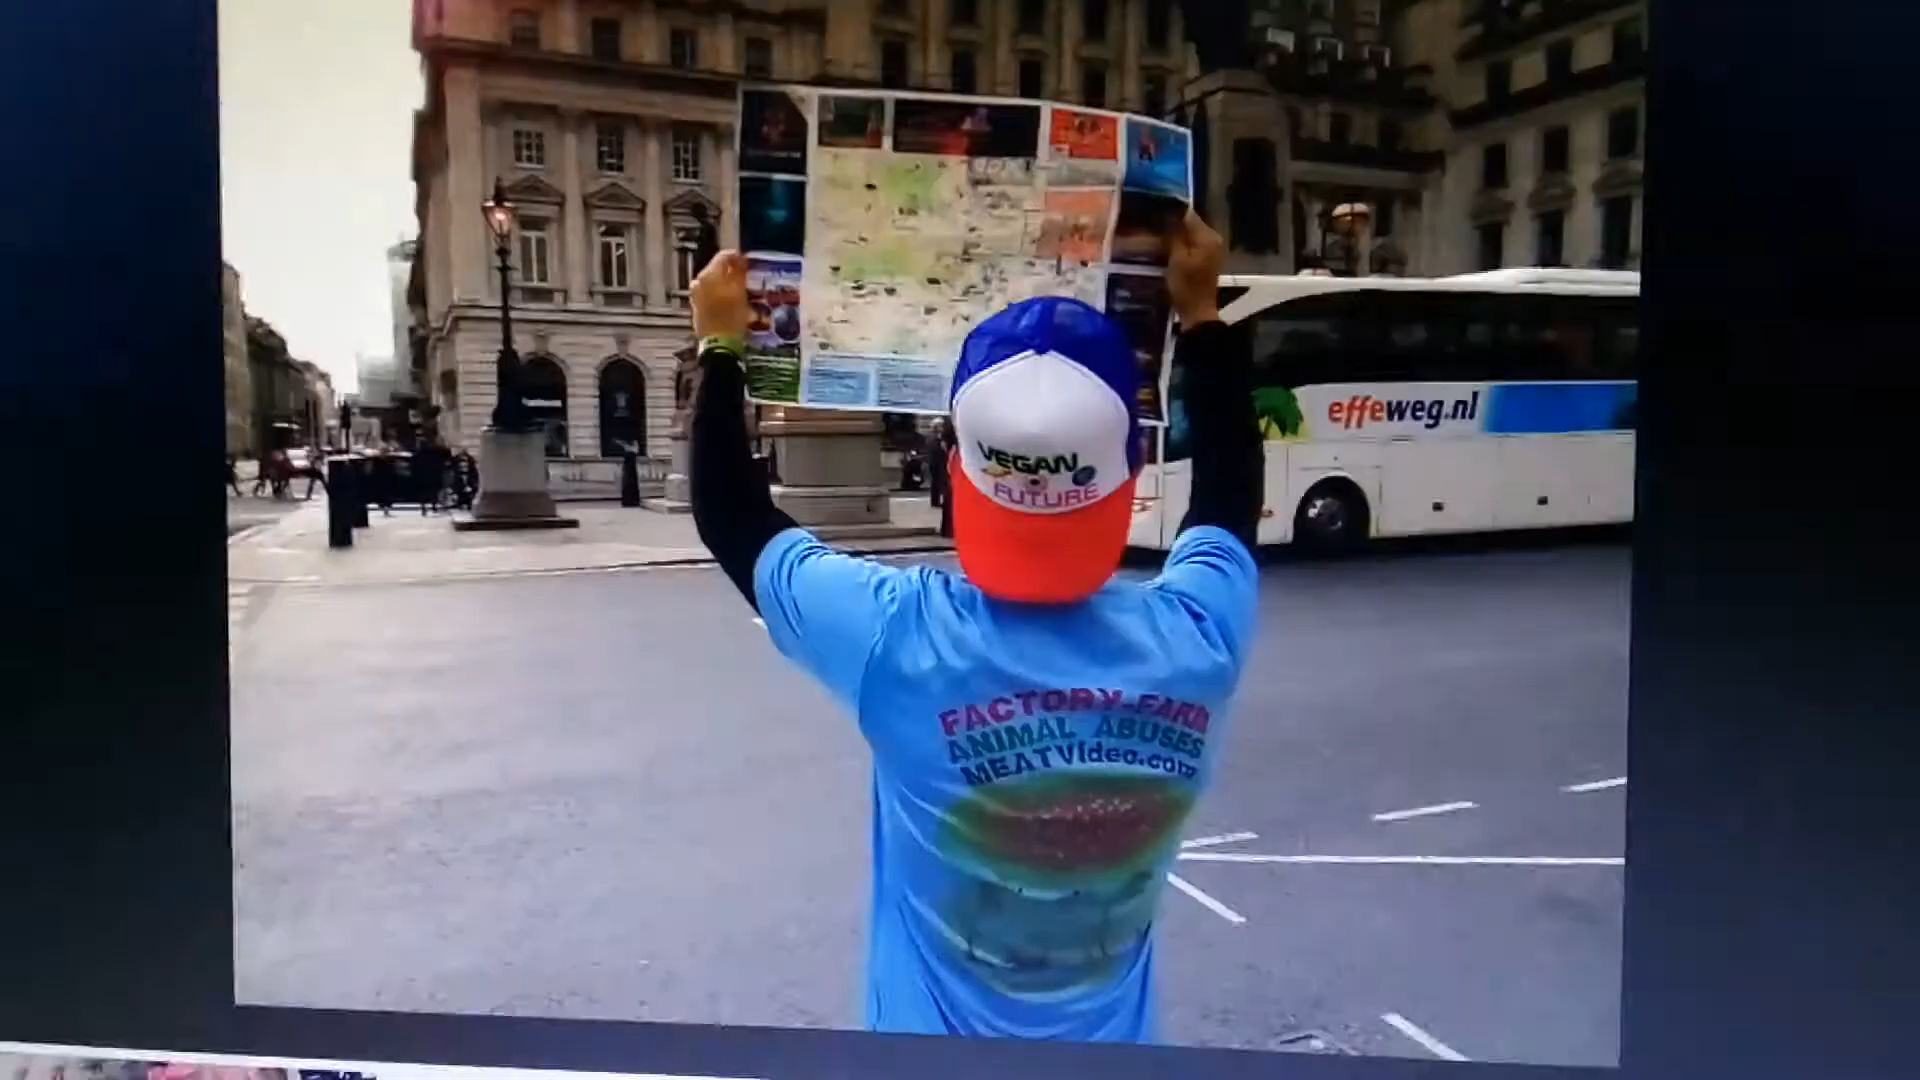 effeweg.nl
VEGAN
FUTURE
FACTORY-FARM
ANIMAL ABUSES
MEATVideo.com